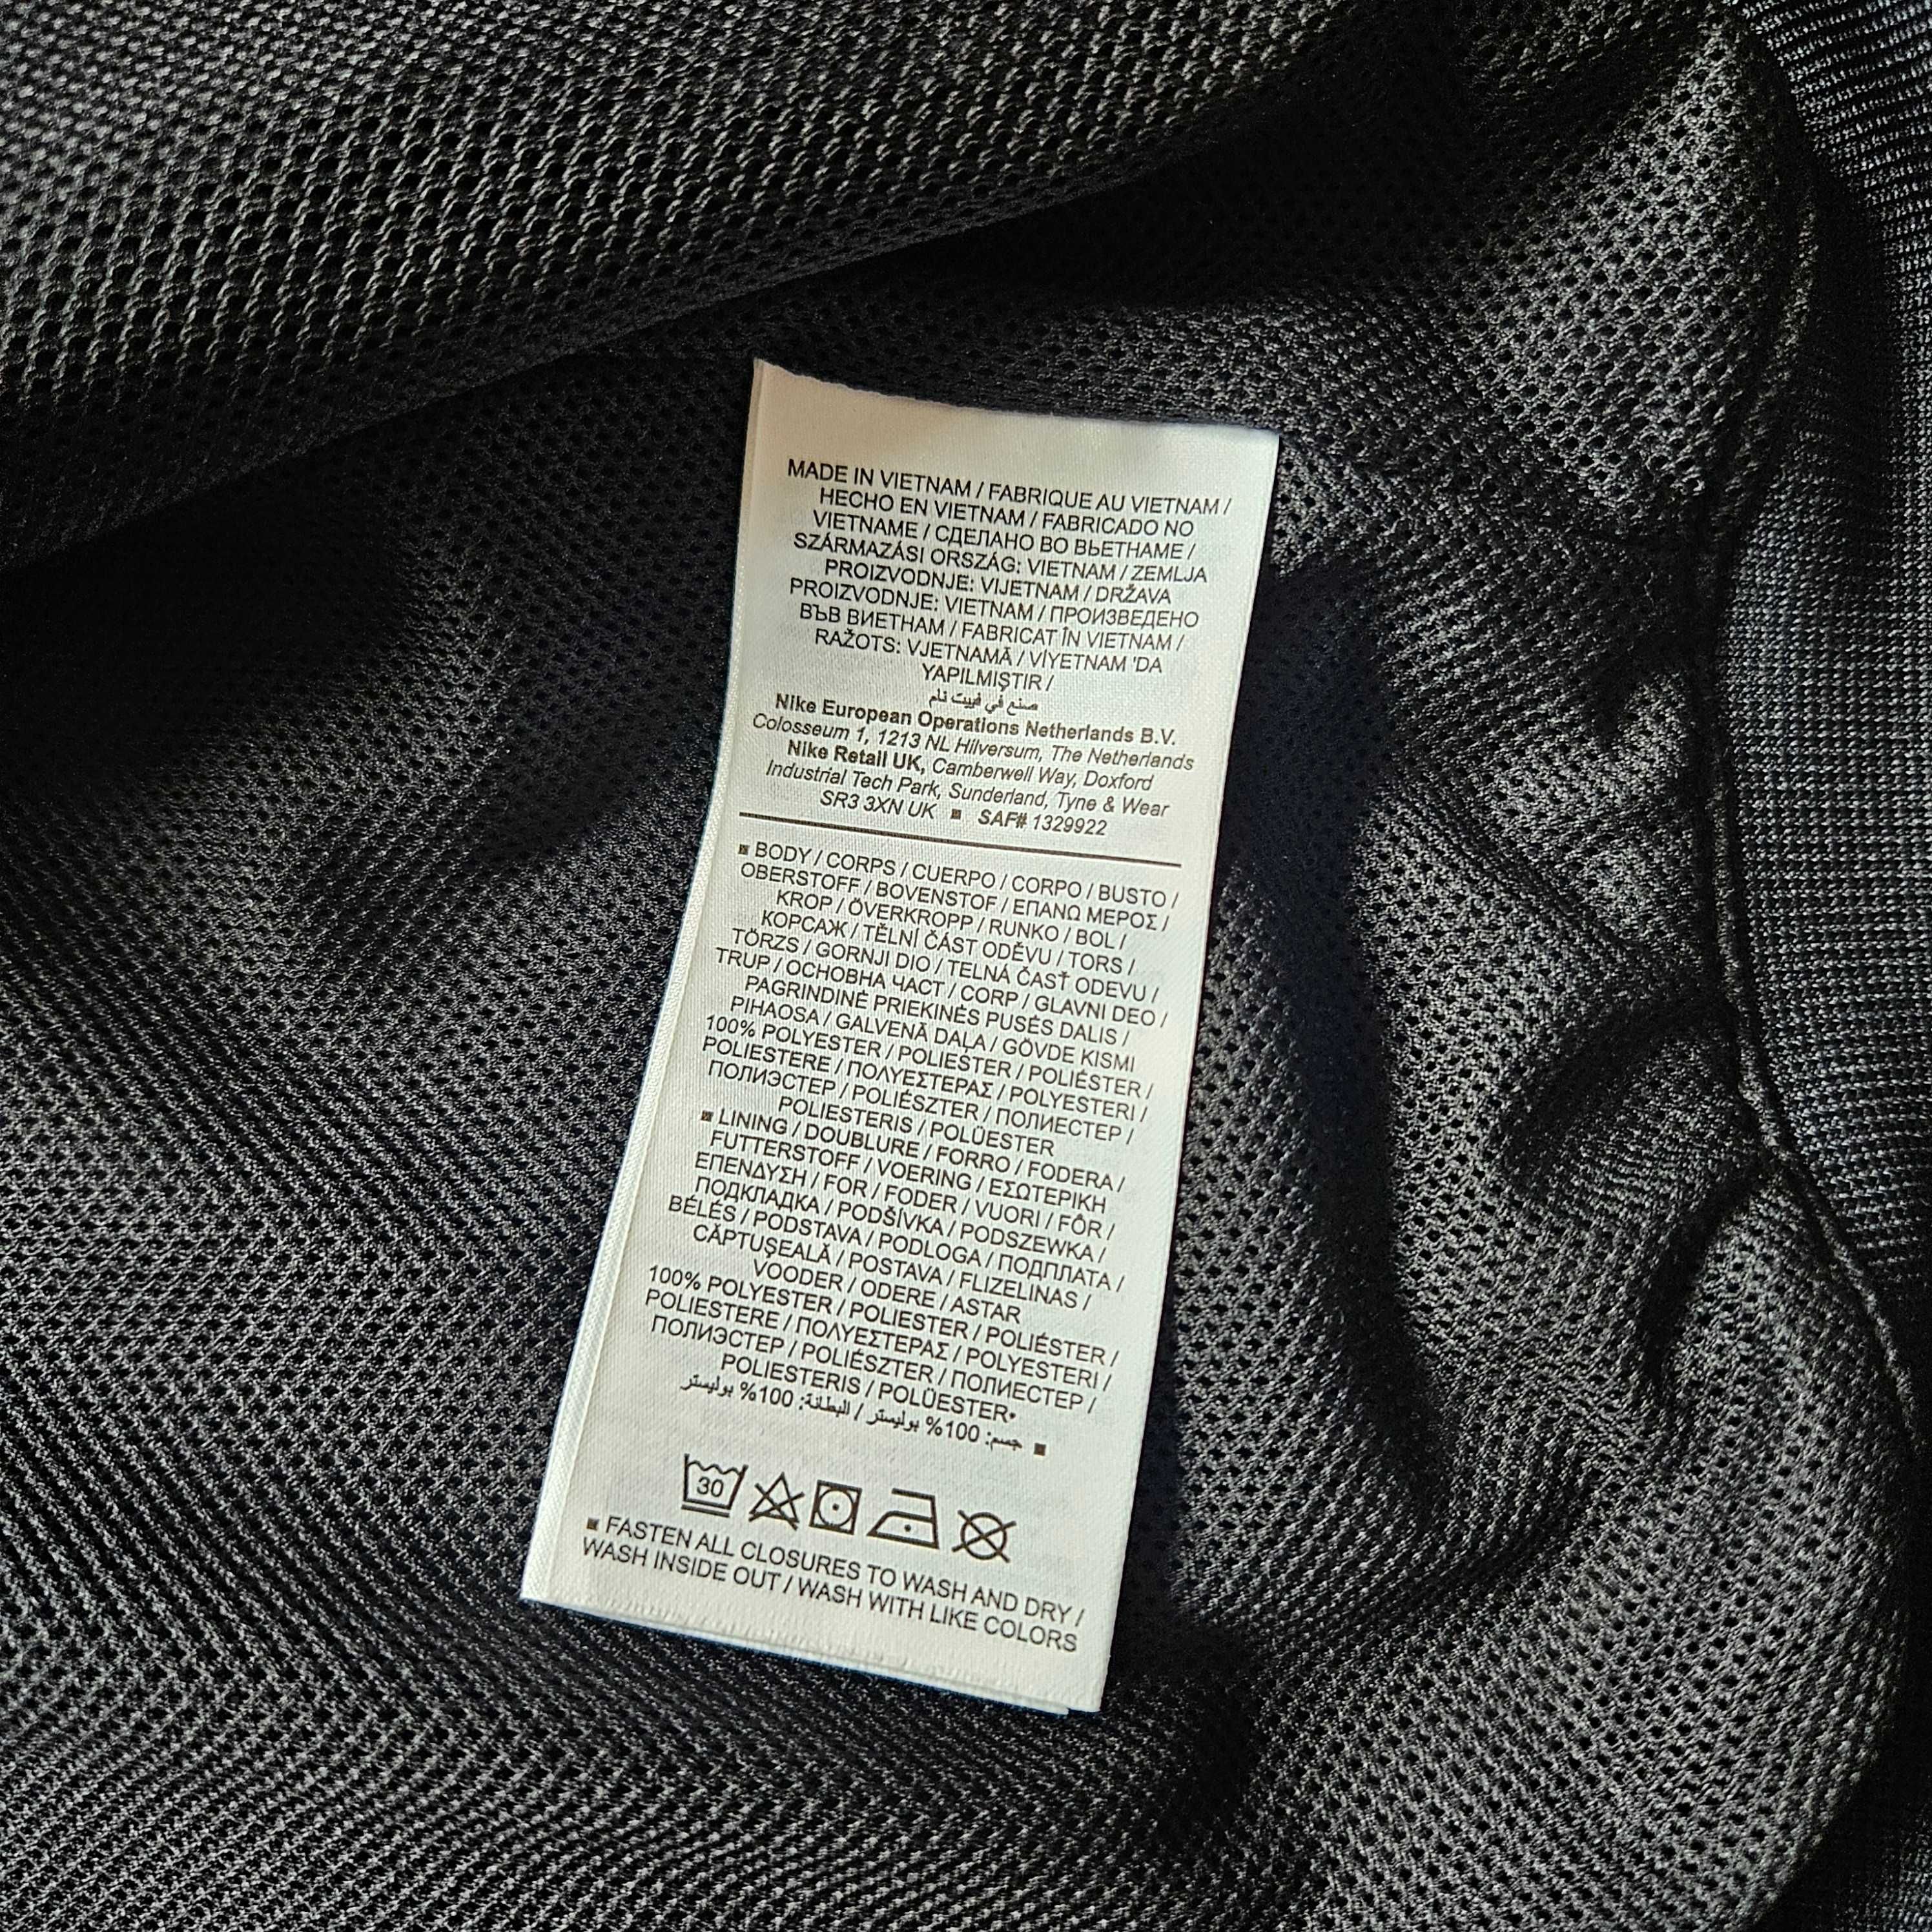 MADE IN VIETNAM / FABRIQUE AU VIETNAM /
HECHO EN VIETNAM / FABRICADO NO
VIETNAME / СДЕЛАНО ВО ВЬЕТНАМЕ /
SZÁRMAZÁSI ORSZÁG: VIETNAM / ZEMLJA
PROIZVODNJE: VIJETNAM / DRŽAVA
PROIZVODNJE: VIETNAM / ПРОИЗВЕДЕНО
ВЪВ ВИЕТНАМ / FABRICAT ÎN VIETNAM /
RAŽOTS: VJETNAMĀ / VİYETNAM 'DA
YAPILMIŞTIR /
صنع في فييت نام
Nike European Operations Netherlands B.V.
Colosseum 1, 1213 NL Hilversum, The Netherlands
Nike Retail UK, Camberwell Way, Doxford
Industrial Tech Park, Sunderland, Tyne & Wear
SR3 3XN UK ▪ SAF# 1329922
▪ BODY / CORPS / CUERPO / CORPO / BUSTO /
OBERSTOFF / BOVENSTOF / ΕΠΑΝΩ ΜΕΡΟΣ /
KROP / ÖVERKROPP / RUNKO / BOL /
КОРСАЖ / TĚLNÍ ČÁST ODĚVU / TORS /
TÖRZS / GORNJI DIO / TELNÁ ČASŤ ODEVU /
TRUP / ОСНОВНА ЧАСТ / CORP / GLAVNI DEO /
PAGRINDINĖ PRIEKINĖS PUSĖS DALIS /
PIHAOSA / GALVENĀ DAĻA / GÖVDE KISMI
100% POLYESTER / POLIESTER / POLIÉSTER /
POLIESTERE / ΠΟΛΥΕΣΤΕΡΑΣ / POLYESTERI /
ПОЛИЭСТЕР / POLIÉSZTER / ПОЛИЕСТЕР /
POLIESTERIS / POLÜESTER
▪ LINING / DOUBLURE / FORRO / FODERA /
FUTTERSTOFF / VOERING / ΕΣΩΤΕΡΙΚΗ
ΕΠΕΝΔΥΣΗ / FOR / FODER / VUORI / FÔR /
ПОДКЛАДКА / PODŠÍVKA / PODSZEWKA /
BÉLÉS / PODSTAVA / PODLOGA / ПОДПЛАТА /
CĂPTUȘEALĂ / POSTAVA / FLIZELINAS /
VOODER / ODERE / ASTAR
100% POLYESTER / POLIESTER / POLIÉSTER /
POLIESTERE / ΠΟΛΥΕΣΤΕΡΑΣ / POLYESTERI /
ПОЛИЭСТЕР / POLIÉSZTER / ПОЛИЕСТЕР /
POLIESTERIS / POLÜESTER•
▪ جسم: 100% بوليستر / البطانة: 100% بوليستر
30
▪ FASTEN ALL CLOSURES TO WASH AND DRY /
WASH INSIDE OUT / WASH WITH LIKE COLORS